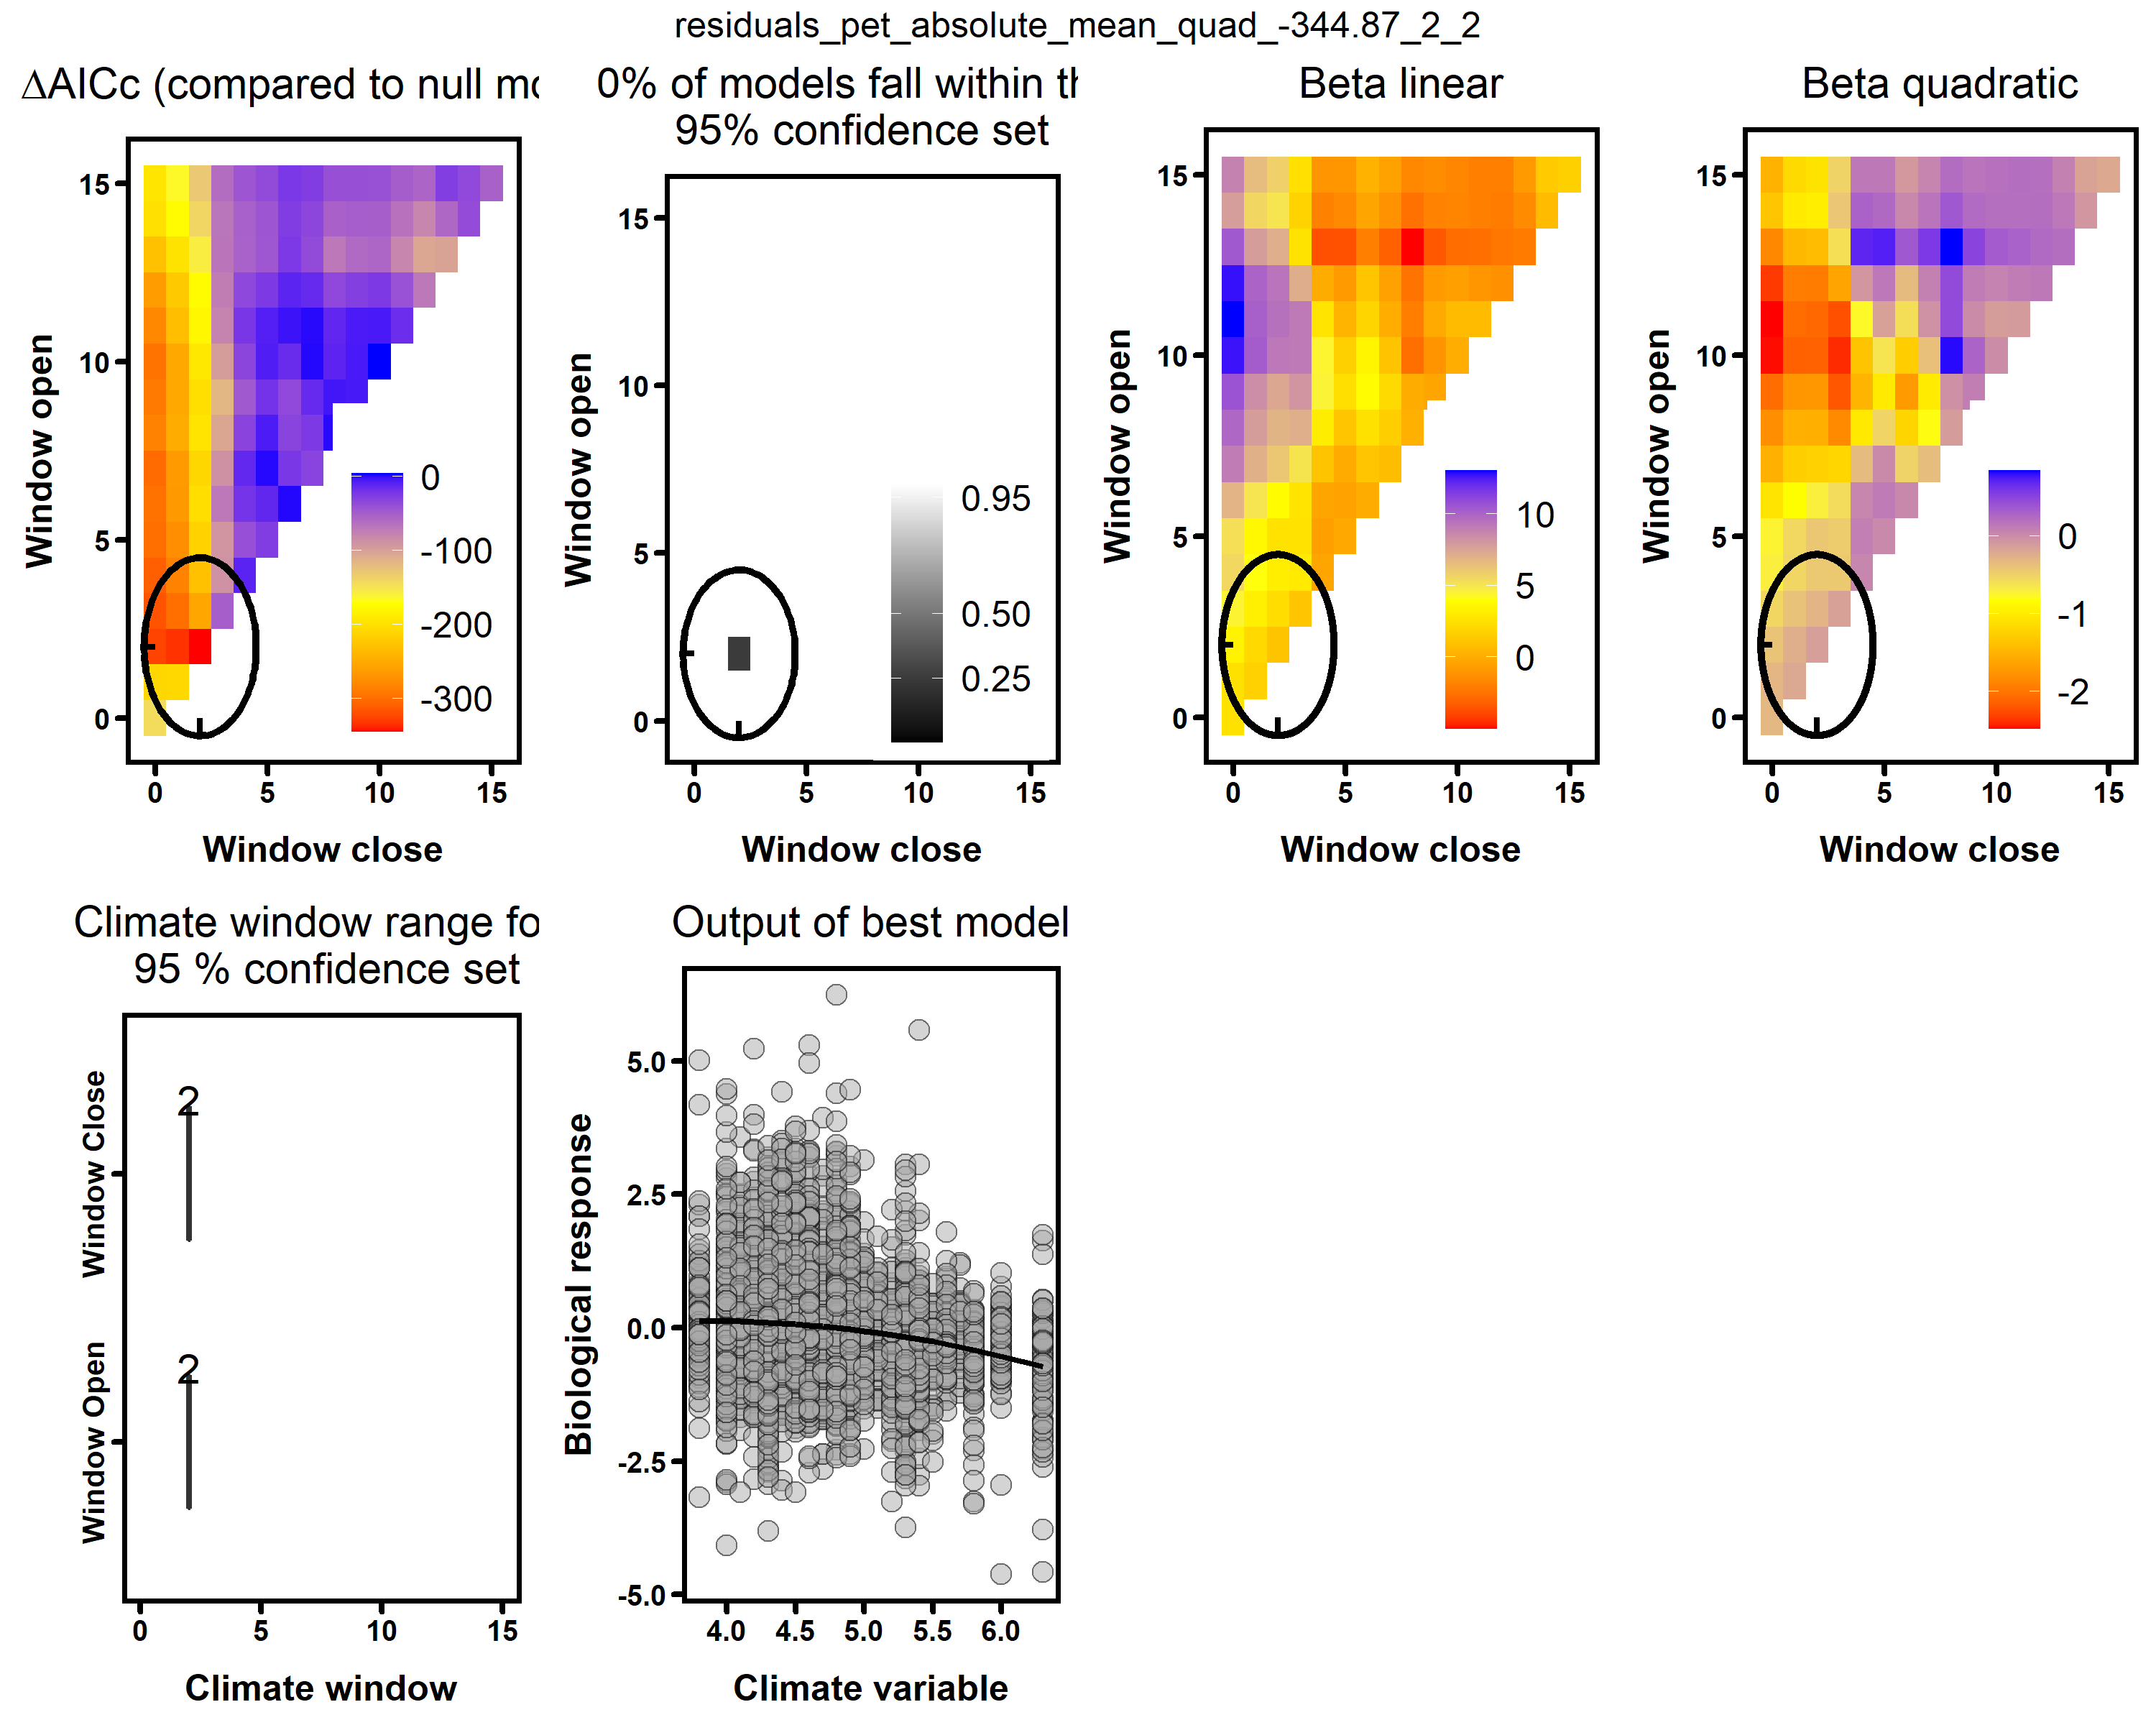 residuals_pet_absolute_mean_quad_-344.87_2_2
ΔAICc (compared to null mo
Window open
15
10
5
0
0
-100
-200
-300
0
5
10
15
Window close
0% of models fall within th
95% confidence set
Window open
15
10
5
0
0.95
0.50
0.25
0
5
10
15
Window close
Beta linear
Window open
15
10
5
0
10
5
0
0
5
10
15
Window close
Beta quadratic
Window open
15
10
5
0
0
-1
-2
0
5
10
15
Window close
Climate window range fo
95 % confidence set
Window Close
Window Open
2
2
0
5
10
15
Climate window
Output of best model
Biological response
5.0
2.5
0.0
-2.5
-5.0
4.0
4.5
5.0
5.5
6.0
Climate variable